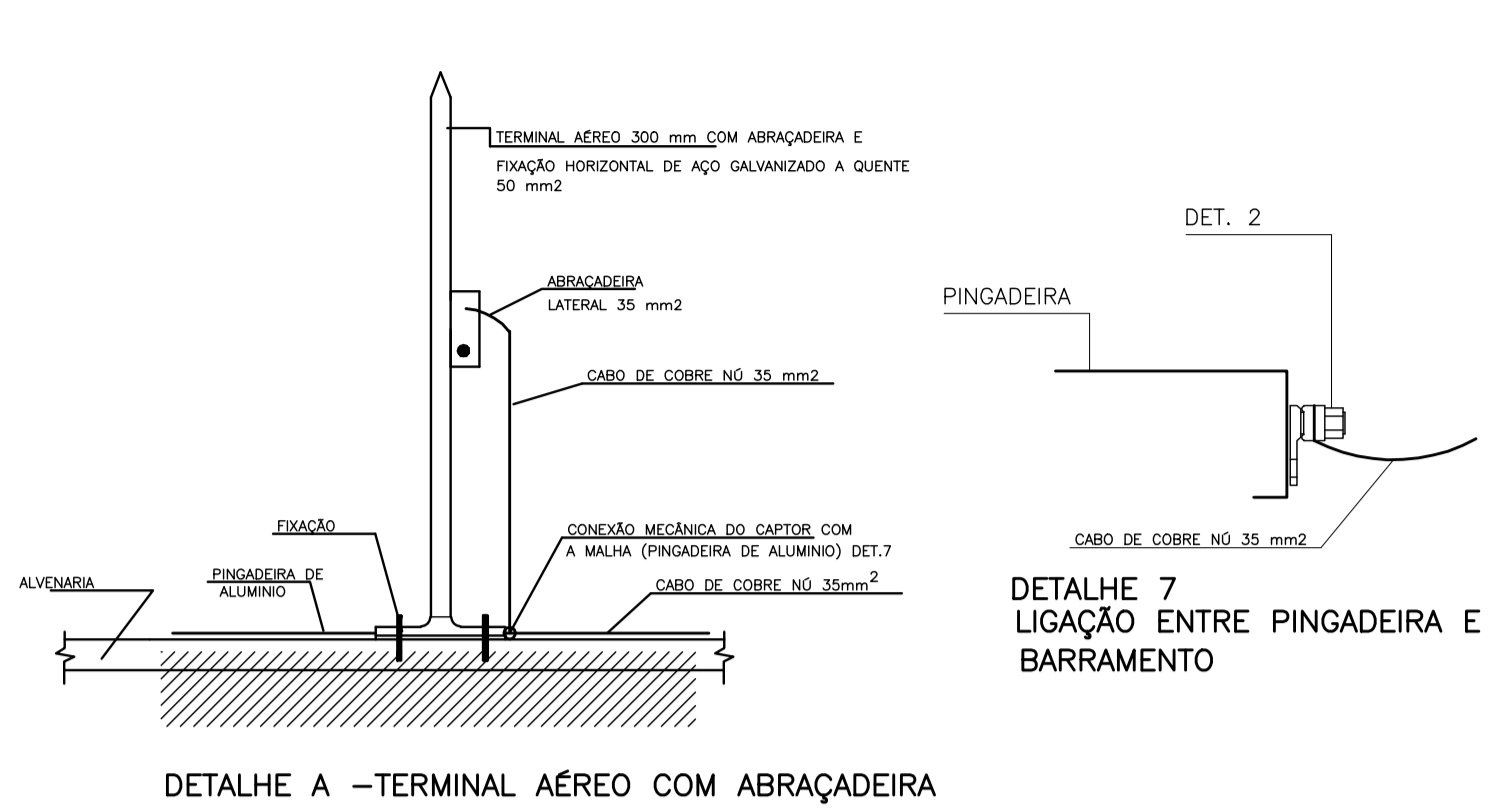 TERMINAL AÉREO 300 mm COM ABRAÇADEIRA E
FIXAÇÃO HORIZONTAL DE AÇO GALVANIZADO A QUENTE
50 mm2
ABRAÇADEIRA
LATERAL 35 mm2
CABO DE COBRE NÚ 35 mm2
FIXAÇÃO
CONEXÃO MECÂNICA DO CAPTOR COM
A MALHA (PINGADEIRA DE ALUMINIO) DET.7
ALVENARIA
PINGADEIRA DE
ALUMINIO
CABO DE COBRE NÚ 35mm²
DETALHE A –TERMINAL AÉREO COM ABRAÇADEIRA
DET. 2
PINGADEIRA
CABO DE COBRE NÚ 35 mm2
DETALHE 7
LIGAÇÃO ENTRE PINGADEIRA E
BARRAMENTO